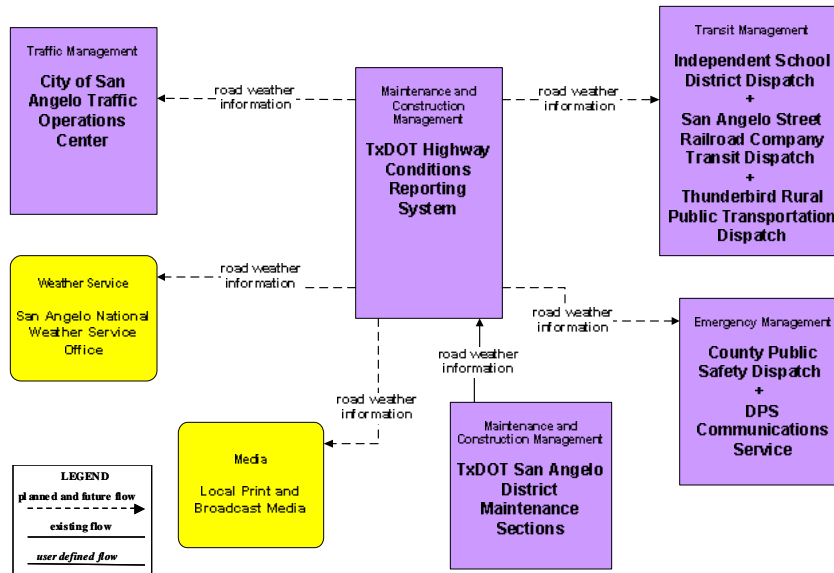 Traffic Management
City of San
Angelo Traffic
Operations
Center
road weather
information
Maintenance and
Construction
Management
TxDOT Highway
Conditions
Reporting
System
road weather
information
Transit Management
Independent School
District Dispatch
+
San Angelo Street
Railroad Company
Transit Dispatch
+
Thunderbird Rural
Public Transportation
Dispatch
Weather Service
San Angelo National
Weather Service
Office
road weather
information
road weather
information
Emergency Management
County Public
Safety Dispatch
+
DPS
Communications
Service
road weather
information
road weather
information
Media
Local Print and
Broadcast Media
Maintenance and
Construction Management
TxDOT San Angelo
District
Maintenance
Sections
LEGEND
planned and future flow
existing flow
user defined flow